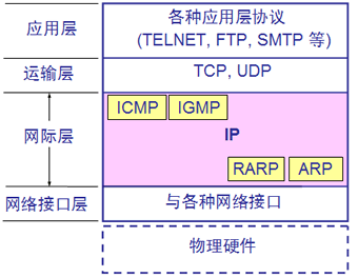 应用层
各种应用层协议
(TELNET, FTP, SMTP 等)
运输层
TCP, UDP
网际层
ICMP
IGMP
IP
RARP
ARP
网络接口层
与各种网络接口
物理硬件